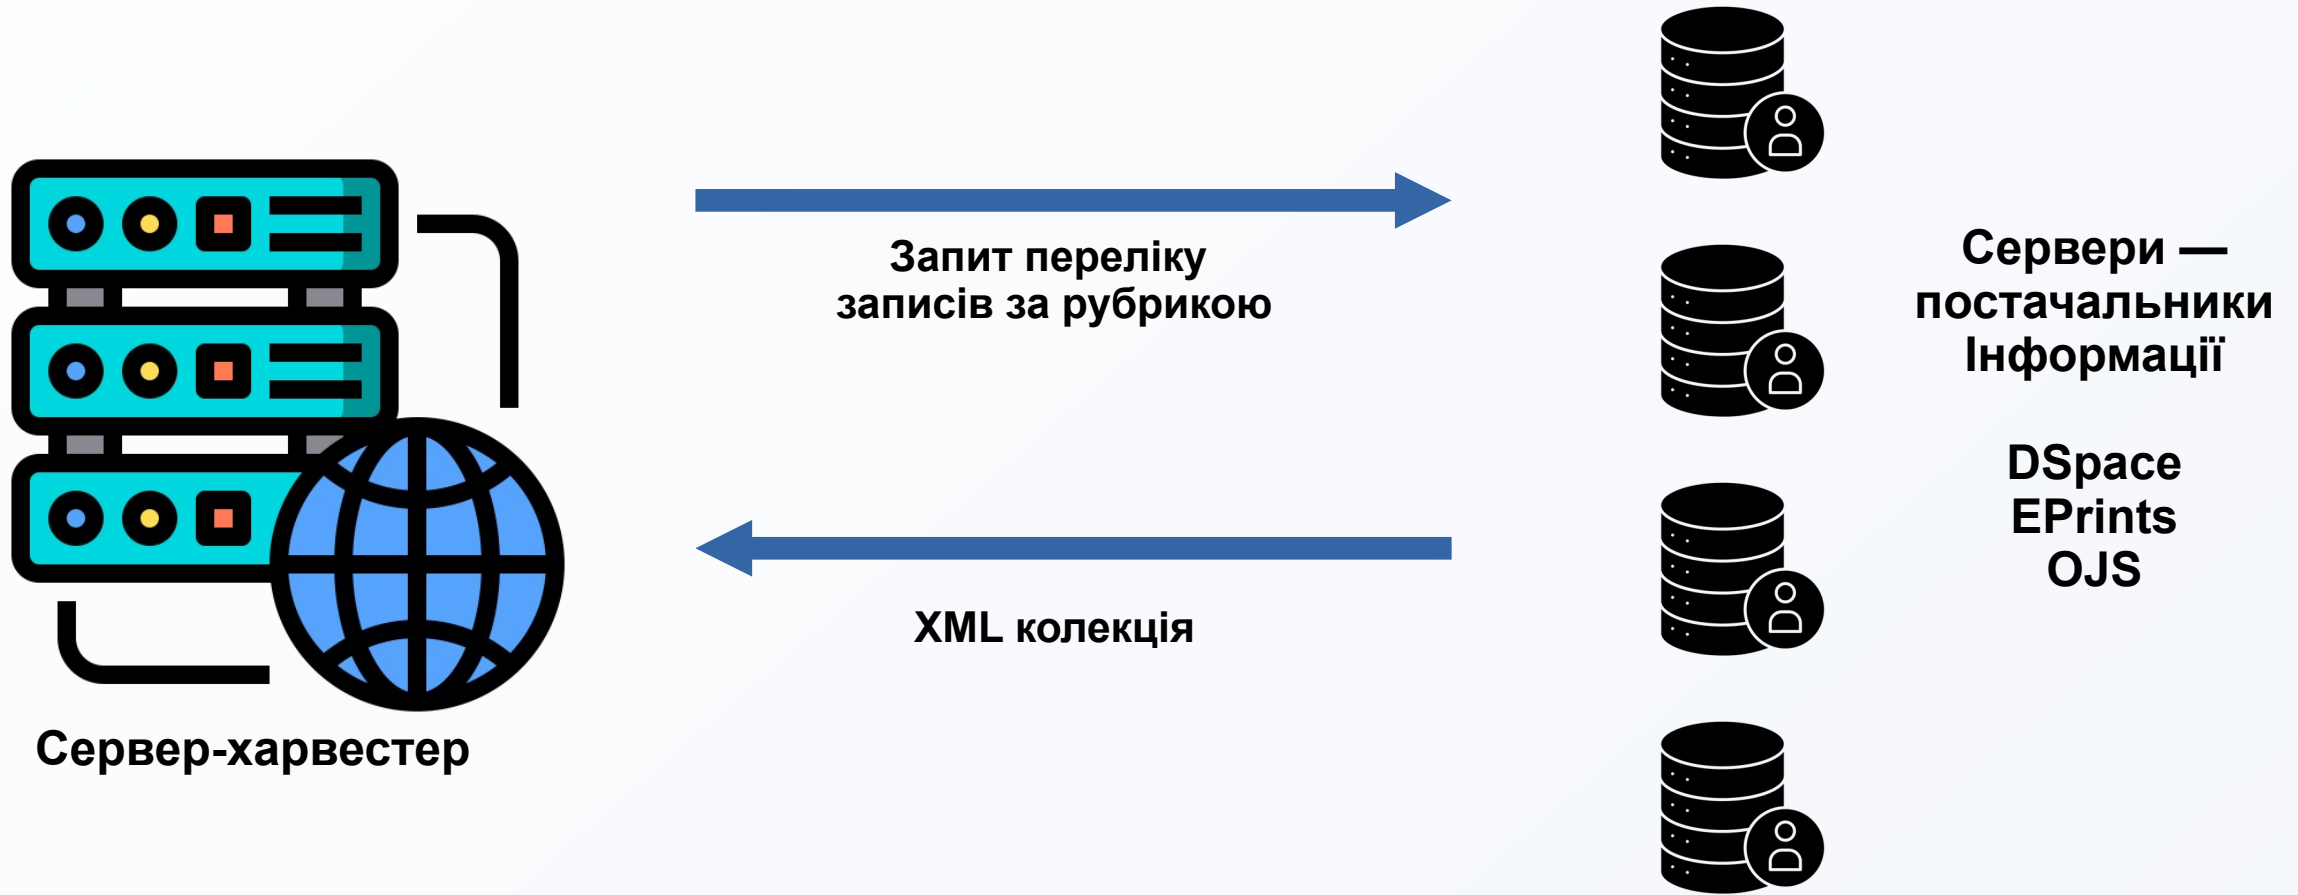 Запит переліку
записів за рубрикою
XML колекція
Сервер-харвестер
Сервери —
постачальники
Інформації
DSpace
EPrints
OJS